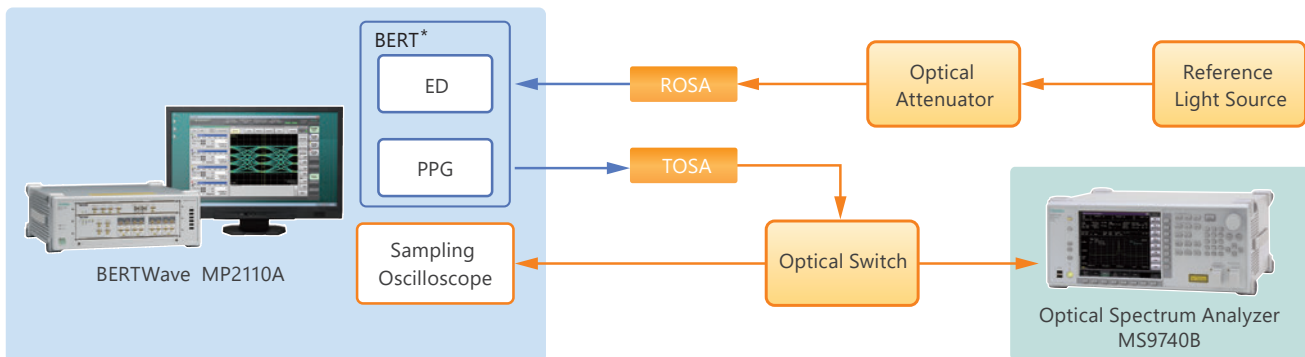 BERT*
ED
PPG
Sampling
Oscilloscope
BERTWave MP2110A
ROSA
TOSA
Optical
Attenuator
Reference
Light Source
Optical Switch
Optical Spectrum Analyzer
MS9740B